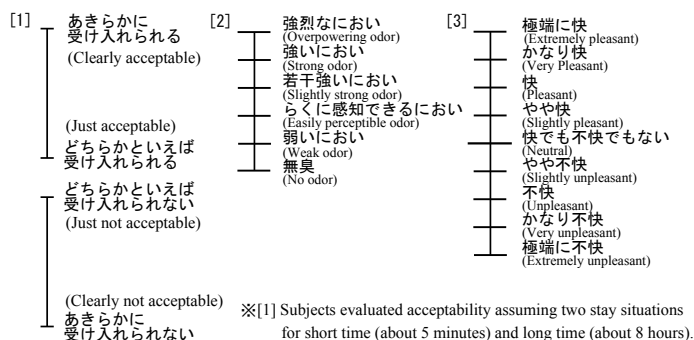 [1]
あきらかに
受け入れられる
(Clearly acceptable)
(Just acceptable)
どちらかといえば
受け入れられる
どちらかといえば
受け入れられない
(Just not acceptable)
(Clearly not acceptable)
あきらかに
受け入れられない
[2]
強烈なにおい
(Overpowering odor)
強いにおい
(Strong odor)
若干強いにおい
(Slightly strong odor)
らくに感知できるにおい
(Easily perceptible odor)
弱いにおい
(Weak odor)
無臭
(No odor)
[3]
極端に快
(Extremely pleasant)
かなり快
(Very Pleasant)
快
(Pleasant)
やや快
(Slightly pleasant)
快でも不快でもない
(Neutral)
やや不快
(Slightly unpleasant)
不快
(Unpleasant)
かなり不快
(Very unpleasant)
極端に不快
(Extremely unpleasant)
※[1] Subjects evaluated acceptability assuming two stay situations
for short time (about 5 minutes) and long time (about 8 hours).